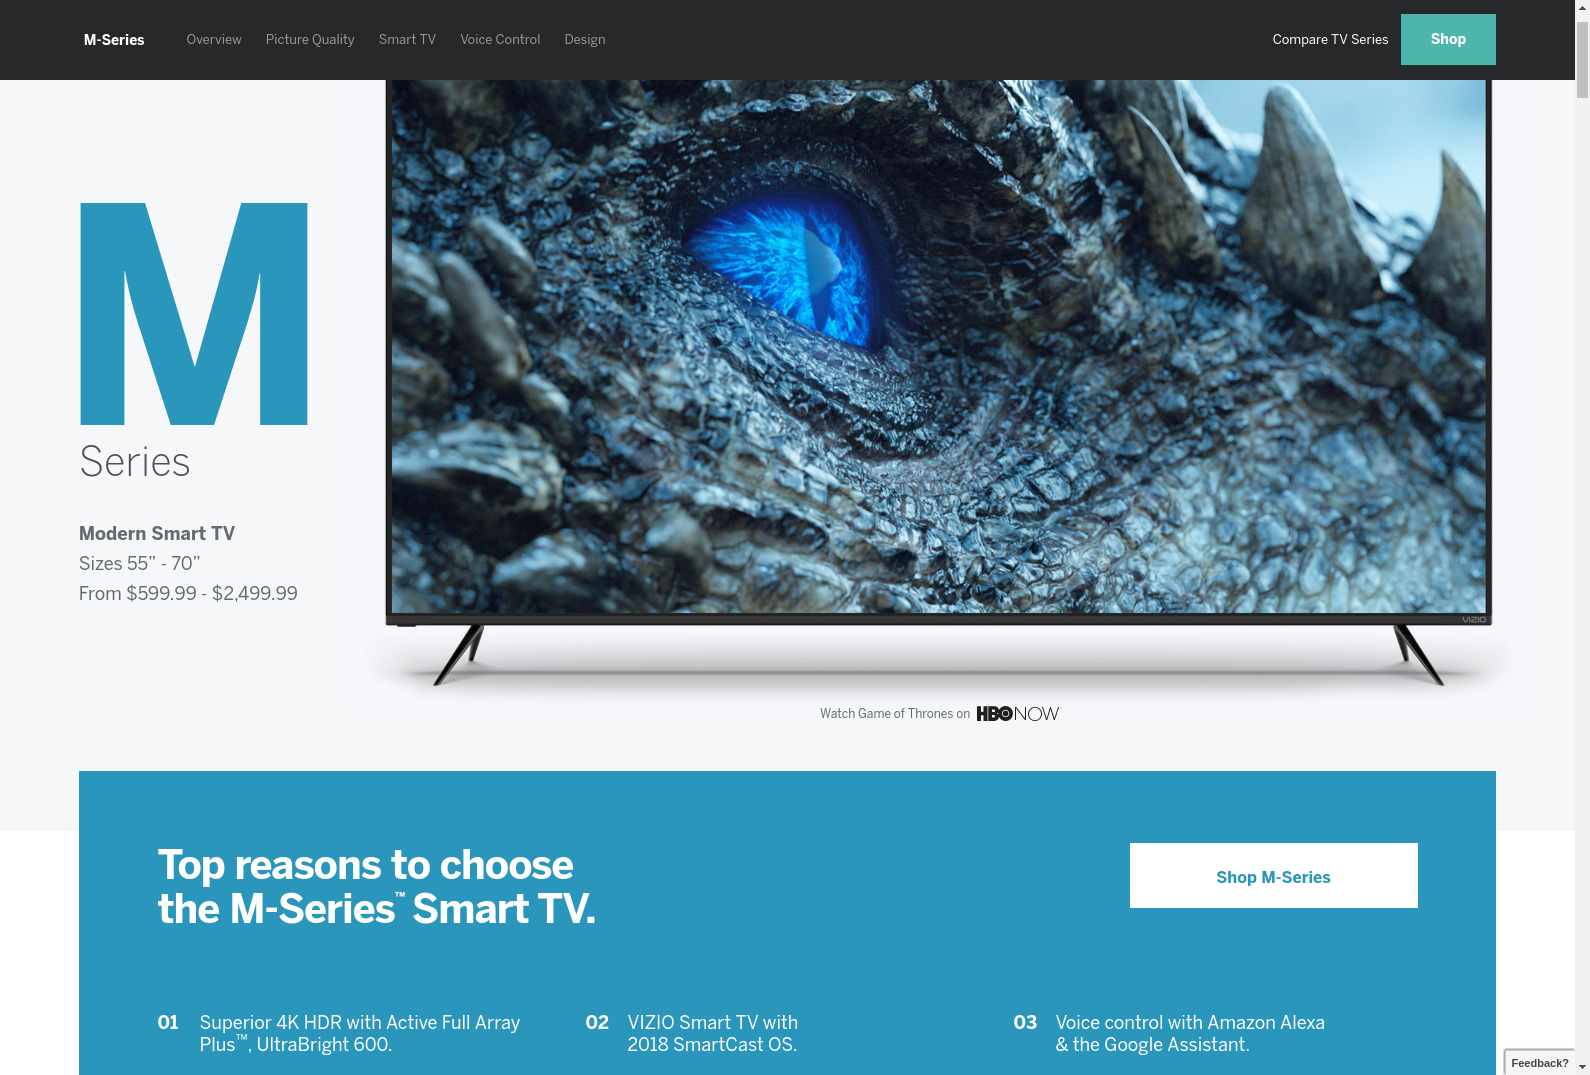 M-Series Overview Picture Quality Smart TV Voice Control Design Compare TV Series Shop
M
Series
Modern Smart TV
Sizes 55” - 70”
From $599.99 - $2,499.99
VIZIO
Watch Game of Thrones on HBO NOW
Top reasons to choose
the M-Series™ Smart TV.
Shop M-Series
01 Superior 4K HDR with Active Full Array
Plus™, UltraBright 600.
02 VIZIO Smart TV with
2018 SmartCast OS.
03 Voice control with Amazon Alexa
& the Google Assistant.
Feedback?